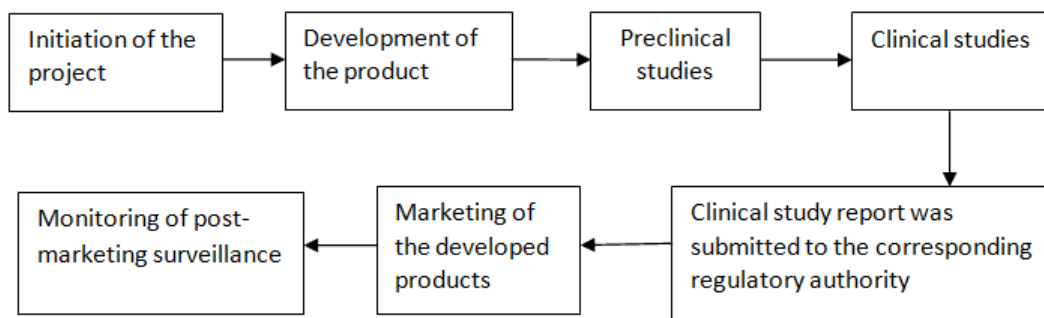 Initiation of the
project
Development of
the product
Preclinical
studies
Clinical studies
Clinical study report was
submitted to the corresponding
regulatory authority
Marketing of
the developed
products
Monitoring of post-
marketing surveillance